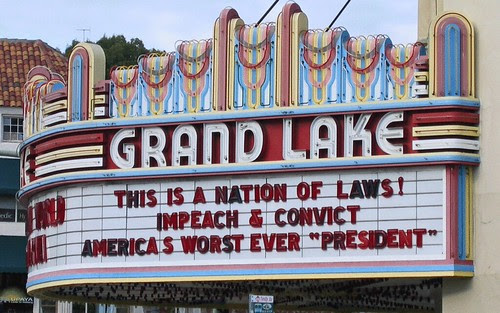 GRAND LAKE
THIS IS A NATION OF LAWS!
IMPEACH & CONVICT
AMERICA S WORST EVER "PRESIDENT"